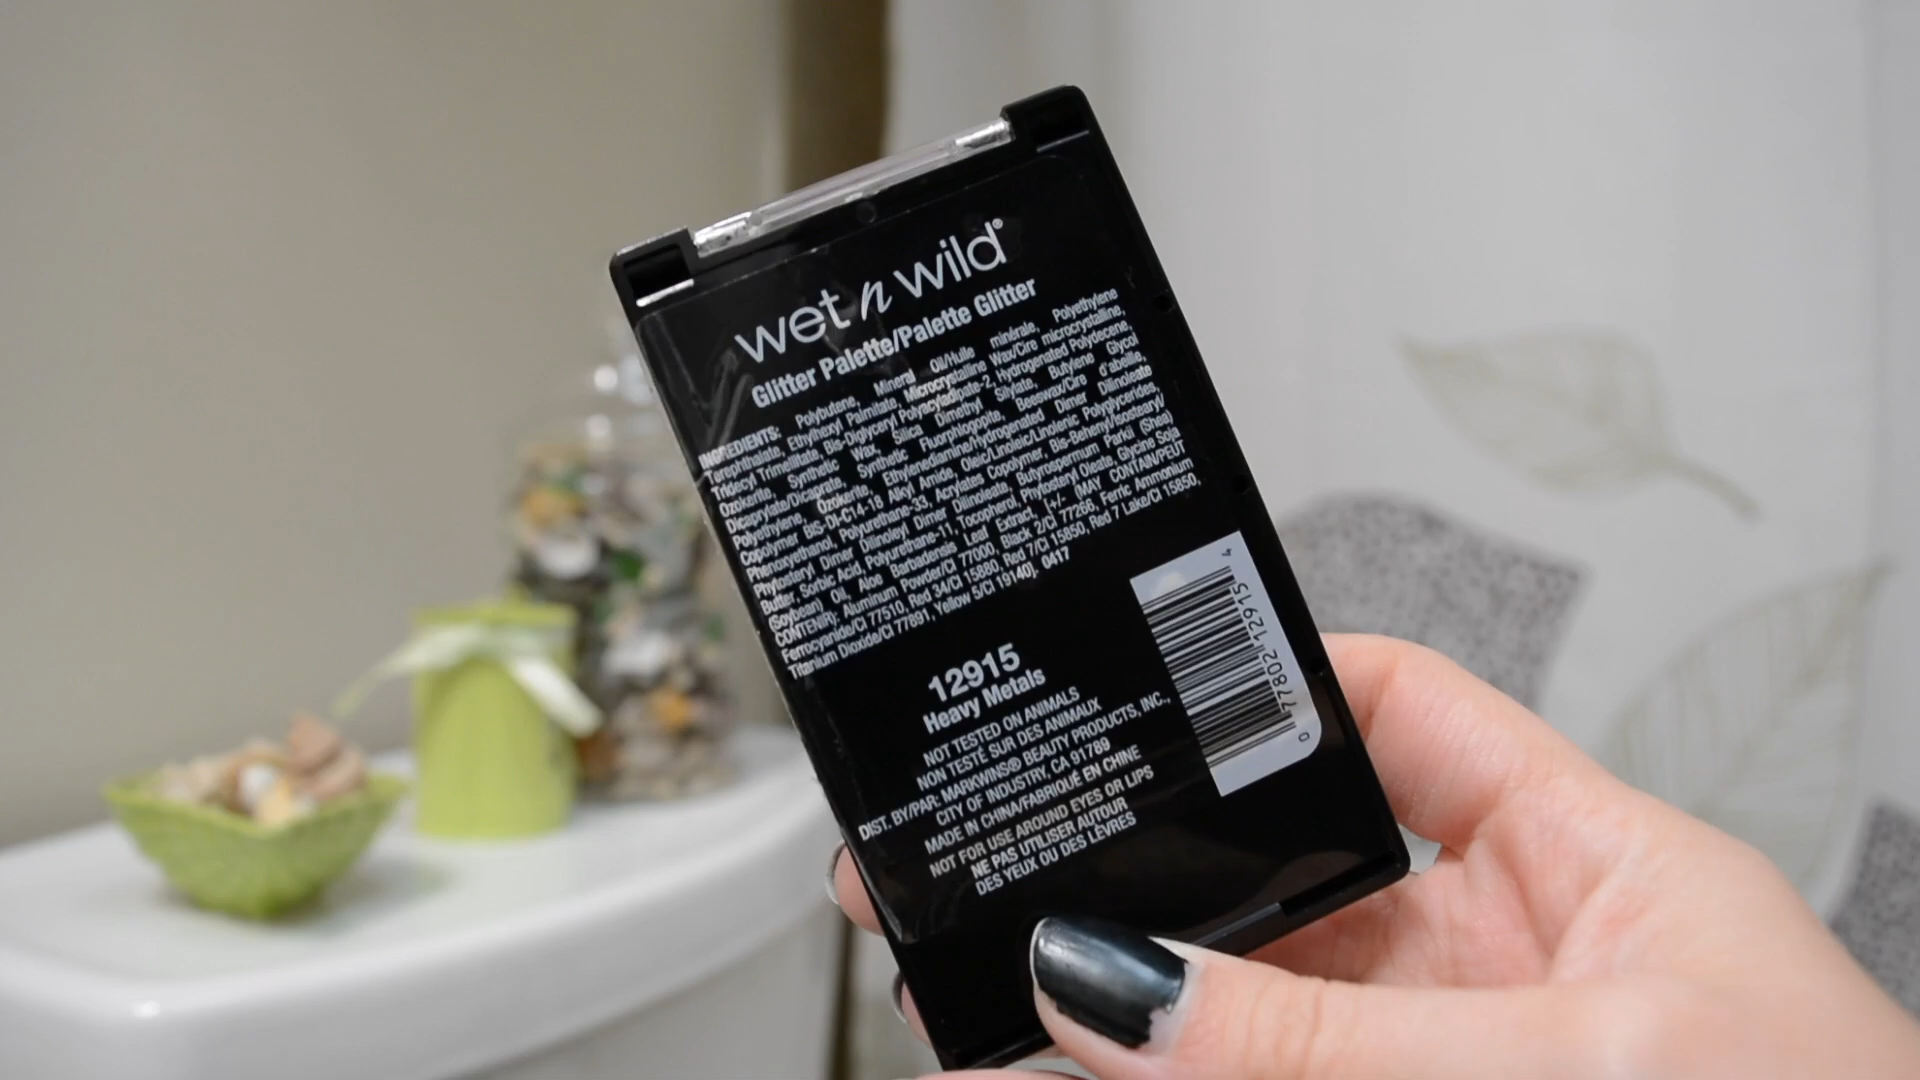 wet n wild®
Glitter Palette/Palette Glitter
INGREDIENTS: Polybutene, Mineral Oil/Huile minérale, Polyethylene
Terephthalate, Ethylhexyl Palmitate, Microcrystalline Wax/Cire microcrystalline,
Tridecyl Trimellitate, Bis-Diglyceryl Polyacyladipate-2, Hydrogenated Polydecene,
Ozokerite, Synthetic Wax, Silica Dimethyl Silylate, Butylene Glycol
Dicaprylate/Dicaprate, Synthetic Fluorphlogopite, Beeswax/Cire d'abeille,
Polyethylene, Ozokerite, Ethylenediamine/Hydrogenated Dimer Dilinoleate
Copolymer Bis-Di-C14-18 Alkyl Amide, Oleic/Linoleic/Linolenic Polyglycerides,
Phenoxyethanol, Polyurethane-33, Acrylates Copolymer, Bis-Behenyl/Isostearyl/
Phytosteryl Dimer Dilinoleyl Dimer Dilinoleate, Butyrospermum Parkii (Shea)
Butter, Sorbic Acid, Polyurethane-11, Tocopherol, Phytosteryl Oleate, Glycine Soja
(Soybean) Oil, Aloe Barbadensis Leaf Extract, [+/- (MAY CONTAIN/PEUT
CONTENIR): Aluminum Powder/CI 77000, Black 2/CI 77266, Ferric Ammonium
Ferrocyanide/CI 77510, Red 34/CI 15880, Red 7/CI 15850, Red 7 Lake/CI 15850,
Titanium Dioxide/CI 77891, Yellow 5/CI 19140]. 0417
12915
Heavy Metals
NOT TESTED ON ANIMALS
NON TESTÉ SUR DES ANIMAUX
DIST. BY/PAR: MARKWINS® BEAUTY PRODUCTS, INC.,
CITY OF INDUSTRY, CA 91789
MADE IN CHINA/FABRIQUÉ EN CHINE
NOT FOR USE AROUND EYES OR LIPS
NE PAS UTILISER AUTOUR
DES YEUX OU DES LÈVRES
0 77802 12915 4